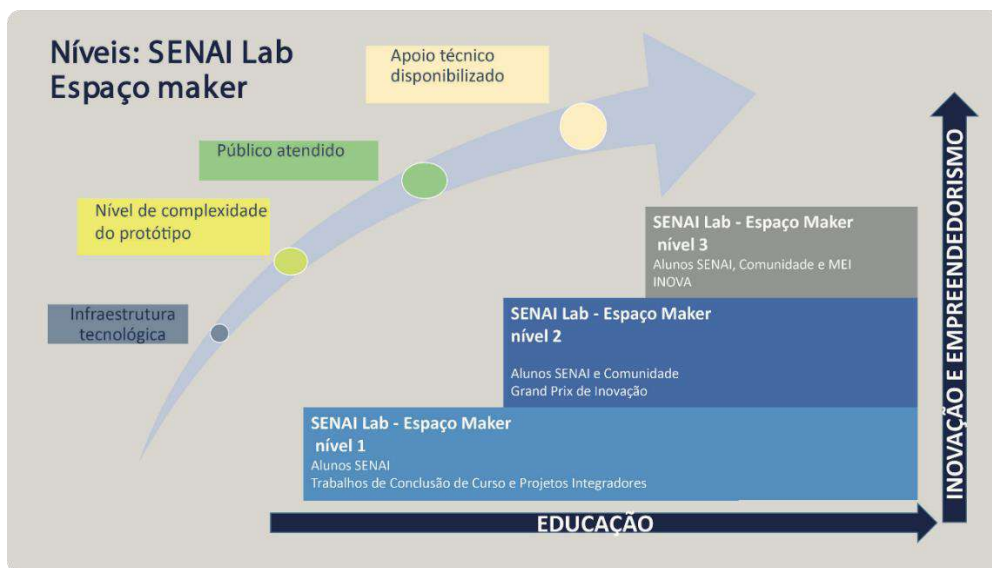 Níveis: SENAI Lab
Espaço maker
Apoio técnico
disponibilizado
Público atendido
Nível de complexidade
do protótipo
Infraestrutura
tecnológica
SENAI Lab - Espaço Maker
nível 3
Alunos SENAI, Comunidade e MEI
INOVA
SENAI Lab - Espaço Maker
nível 2
Alunos SENAI e Comunidade
Grand Prix de Inovação
SENAI Lab - Espaço Maker
nível 1
Alunos SENAI
Trabalhos de Conclusão de Curso e Projetos Integradores
EDUCAÇÃO
INOVAÇÃO E EMPREENDEDORISMO